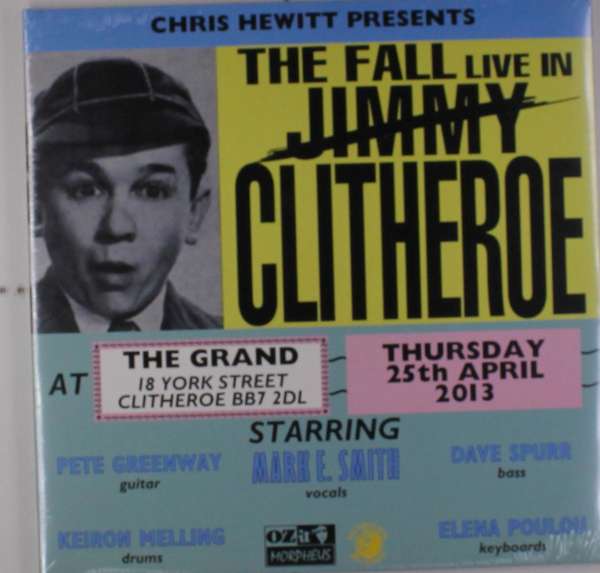 CHRIS HEWITT PRESENTS
THE FALL LIVE IN
JIMMY
CLITHEROE
AT
THE GRAND
18 YORK STREET
CLITHEROE BB7 2DL
THURSDAY
25th APRIL
2013
STARRING
PETE GREENWAY
guitar
MARK E. SMITH
vocals
DAVE SPURR
bass
KEIRON MELLING
drums
OZit
MORPHEUS
ELENA POULOU
keyboards